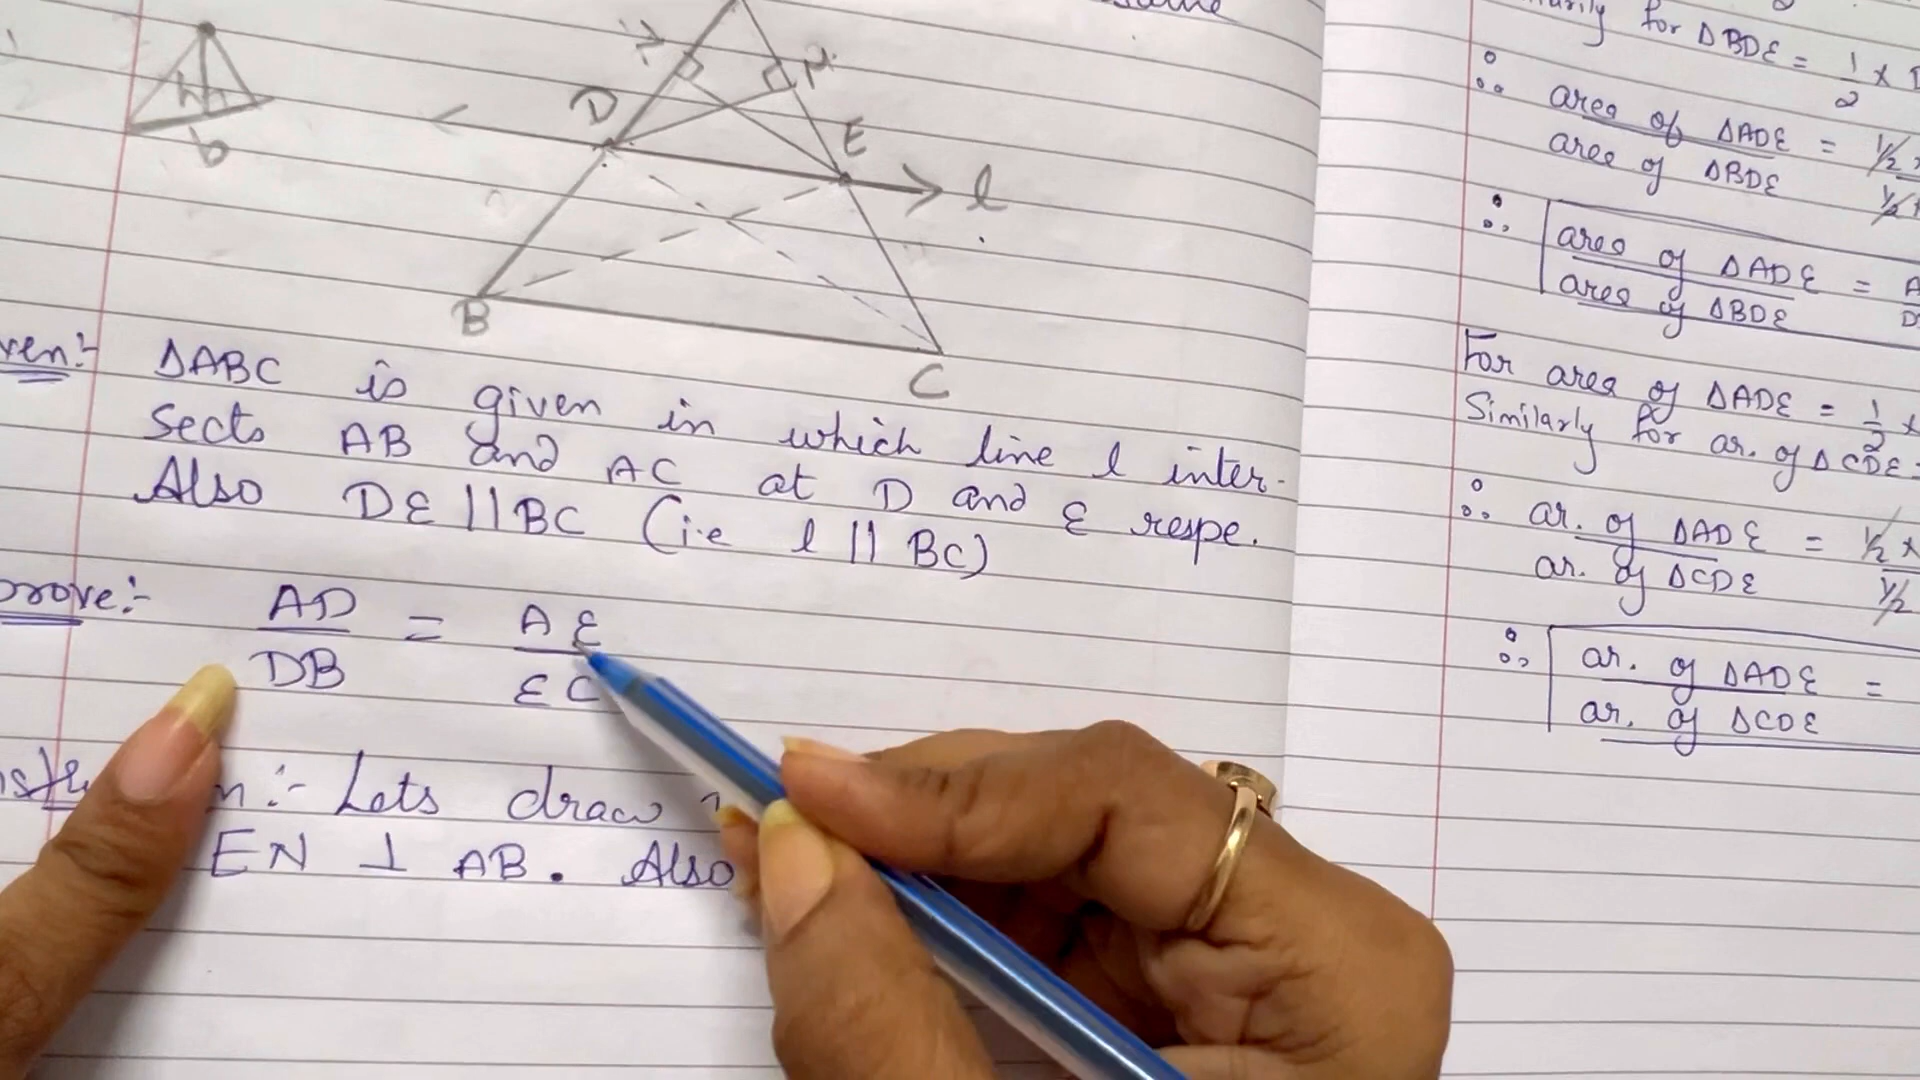 N
M
D
E
l
h
b
B
C
ΔABC is given in which line l inter-
sects AB and AC at D and E respe.
Also DE || BC (i.e l || BC)
prove:- AD/DB = AE/EC
Lets draw
EN ⊥ AB. Also
for ΔBDE = 1/2 ×
∴ area of ΔADE / area of ΔBDE = 1/2 / 1/2
∴ area of ΔADE / area of ΔBDE =
For area of ΔADE = 1/2 ×
Similarly for ar. of ΔCDE =
∴ ar. of ΔADE / ar. of ΔCDE = 1/2 × / 1/2
∴ ar. of ΔADE / ar. of ΔCDE =